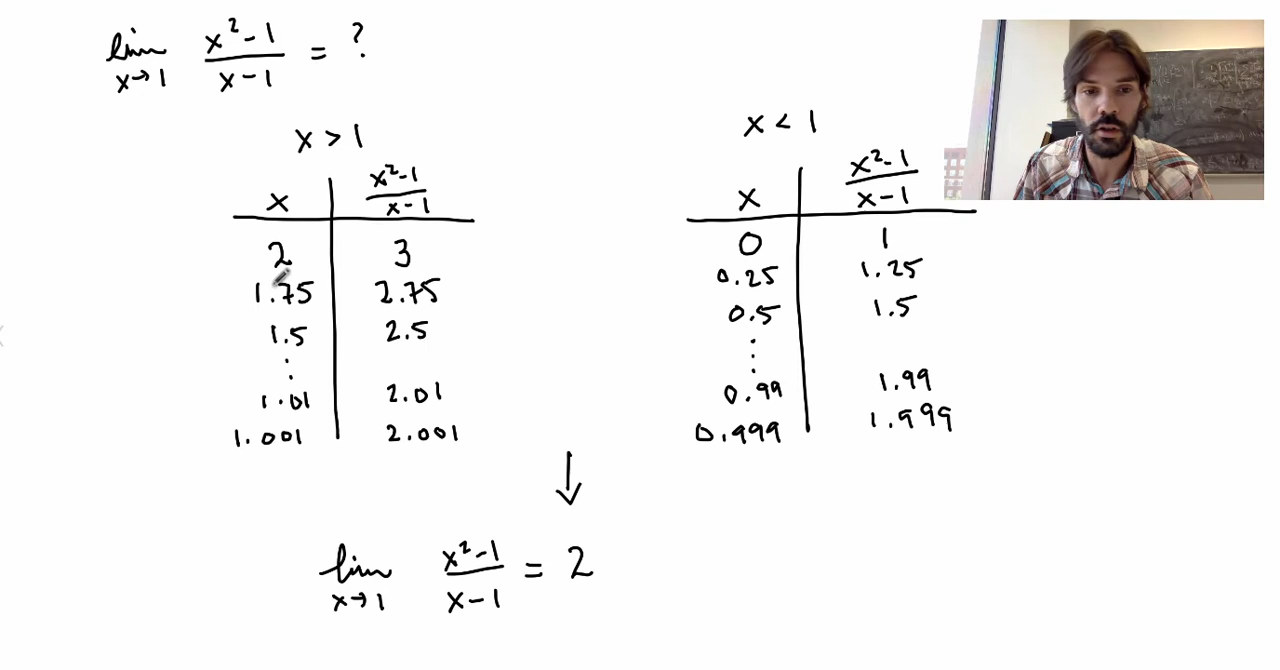 lim x→1 (x²-1)/(x-1) = ?
x > 1
x | (x²-1)/(x-1)
2 | 3
1.75 | 2.75
1.5 | 2.5
⋮
1.01 | 2.01
1.001 | 2.001
x < 1
x | (x²-1)/(x-1)
0 | 1
0.25 | 1.25
0.5 | 1.5
⋮
0.99 | 1.99
0.999 | 1.999
↓
lim x→1 (x²-1)/(x-1) = 2